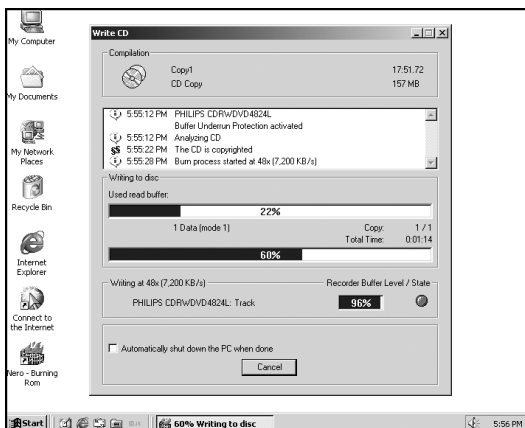 My Computer
My Documents
My Network
Places
Recycle Bin
Internet
Explorer
Connect to
the Internet
Nero - Burning
Rom
Write CD
Compilation
Copy1
17:51.72
CD Copy
157 MB
5:55:12 PM PHILIPS CDRWDVD4824L
Buffer Underrun Protection activated
5:55:12 PM Analyzing CD
§§ 5:55:22 PM The CD is copyrighted
5:55:28 PM Burn process started at 48x (7,200 KB/s)
Writing to disc
Used read buffer:
22%
1 Data (mode 1)
Copy: 1 / 1
Total Time: 0:01:14
60%
Writing at 48x (7,200 KB/s)
Recorder Buffer Level / State
PHILIPS CDRWDVD4824L: Track
96%
Automatically shut down the PC when done
Cancel
Start
60% Writing to disc
5:56 PM